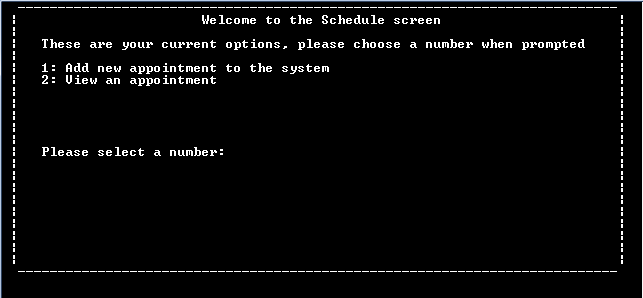 Welcome to the Schedule screen
These are your current options, please choose a number when prompted
1: Add new appointment to the system
2: View an appointment
Please select a number: